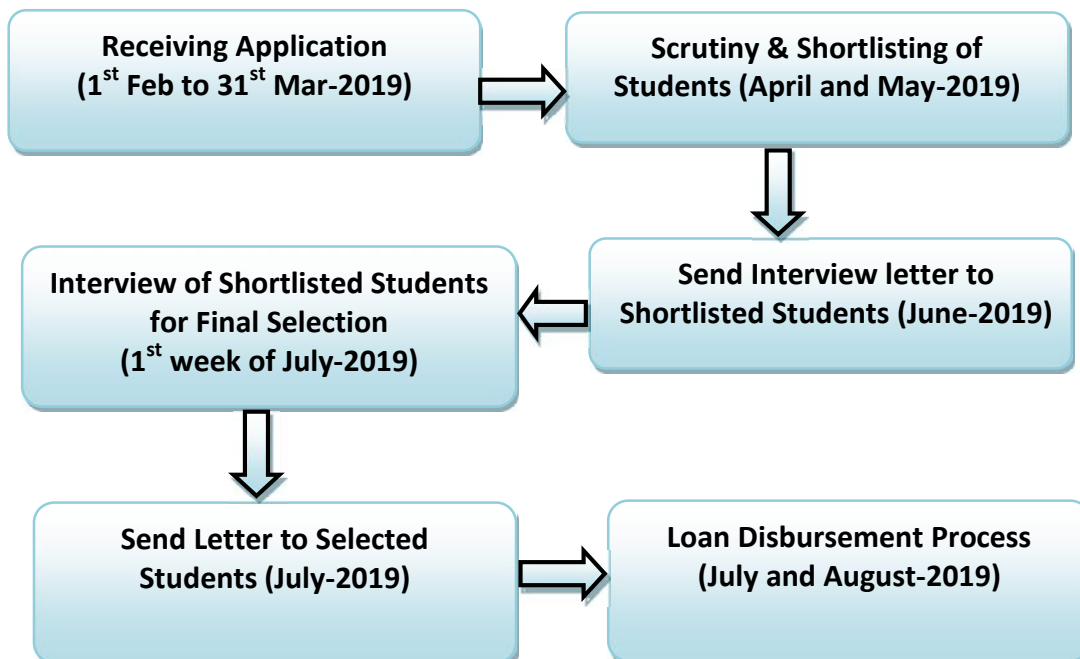 Receiving Application
(1st Feb to 31st Mar-2019)
Scrutiny & Shortlisting of
Students (April and May-2019)
Send Interview letter to
Shortlisted Students (June-2019)
Interview of Shortlisted Students
for Final Selection
(1st week of July-2019)
Send Letter to Selected
Students (July-2019)
Loan Disbursement Process
(July and August-2019)